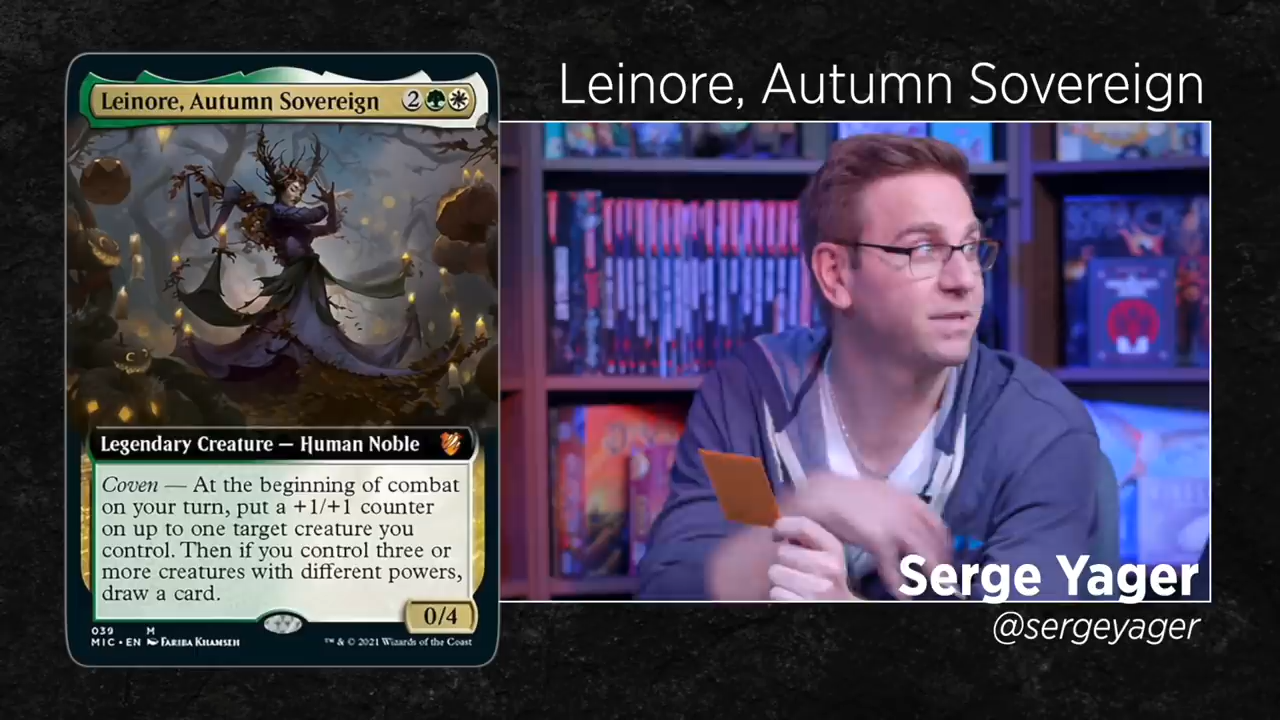 Leinore, Autumn Sovereign 2
Legendary Creature — Human Noble
Coven — At the beginning of combat
on your turn, put a +1/+1 counter
on up to one target creature you
control. Then if you control three or
more creatures with different powers,
draw a card.
0/4
039 M
MIC • EN FARIBA KHAMSEH
™ & © 2021 Wizards of the Coast
Leinore, Autumn Sovereign
Serge Yager
@sergeyager